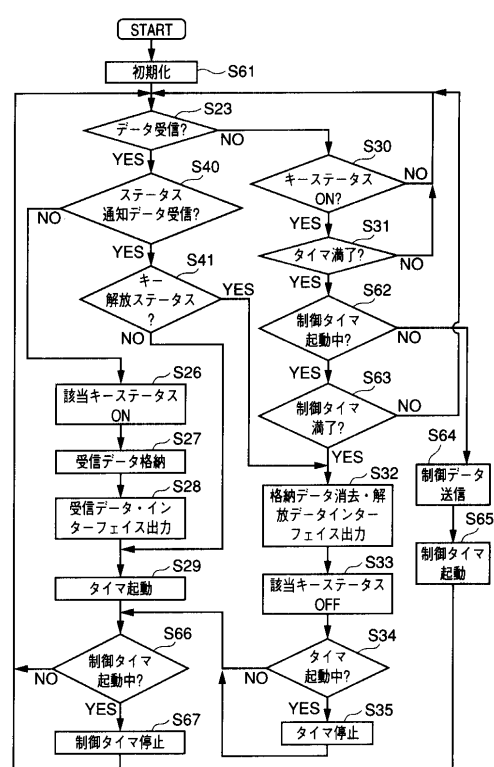 START
初期化
S61
データ受信?
S23
NO
YES
ステータス
通知データ受信?
S40
NO
YES
キー
解放ステータス
?
S41
YES
NO
該当キーステータス
ON
S26
受信データ格納
S27
受信データ・イン
ターフェイス出力
S28
タイマ起動
S29
制御タイマ
起動中?
S66
NO
YES
制御タイマ停止
S67
キーステータス
ON?
S30
NO
YES
タイマ満了?
S31
NO
YES
制御タイマ
起動中?
S62
NO
YES
制御タイマ
満了?
S63
NO
YES
格納データ消去・解
放データインター
フェイス出力
S32
該当キーステータス
OFF
S33
タイマ
起動中?
S34
NO
YES
タイマ停止
S35
制御データ
送信
S64
制御タイマ
起動
S65